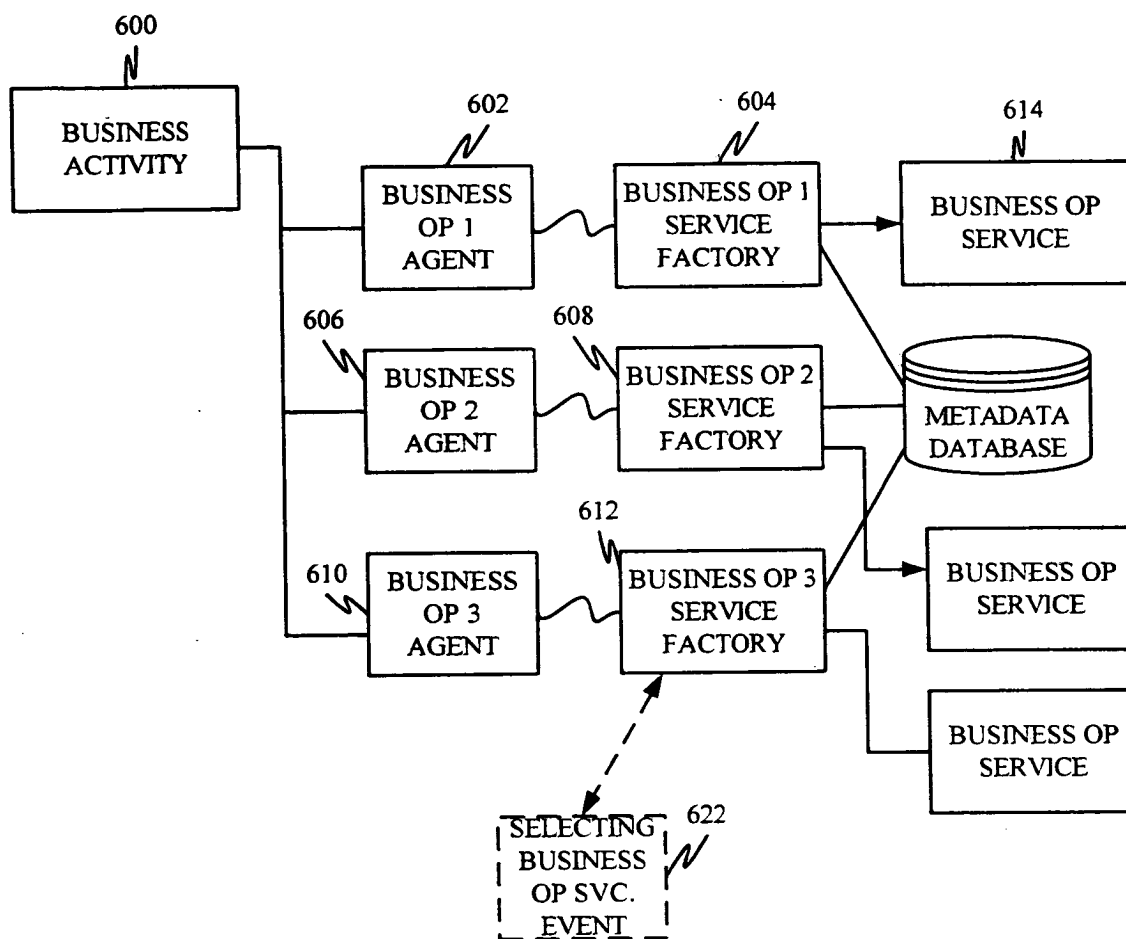 600
BUSINESS
ACTIVITY
602
BUSINESS
OP 1
AGENT
604
BUSINESS OP 1
SERVICE
FACTORY
614
BUSINESS OP
SERVICE
606
BUSINESS
OP 2
AGENT
608
BUSINESS OP 2
SERVICE
FACTORY
METADATA
DATABASE
610
BUSINESS
OP 3
AGENT
612
BUSINESS OP 3
SERVICE
FACTORY
BUSINESS OP
SERVICE
BUSINESS OP
SERVICE
SELECTING
BUSINESS
OP SVC.
EVENT
622